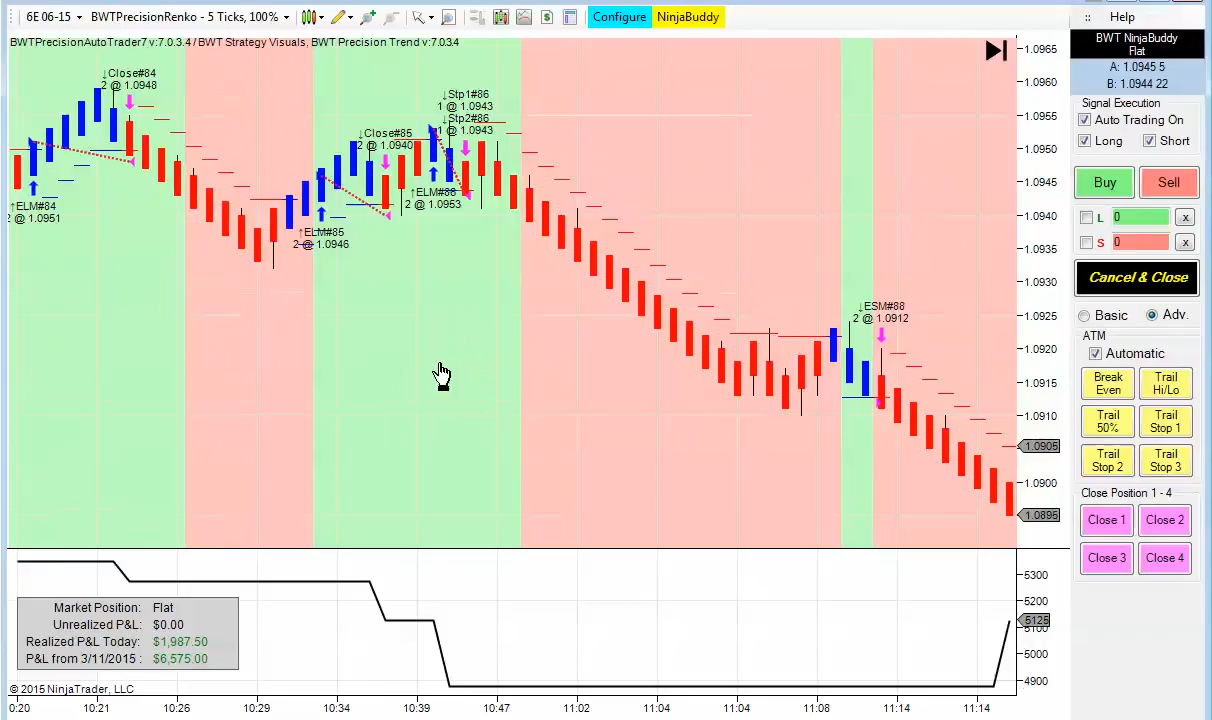 6E 06-15
BWTPrecisionRenko - 5 Ticks, 100%
Configure
NinjaBuddy
Help
BWTPrecisionAutoTrader7 v:7.0.3.4 / BWT Strategy Visuals, BWT Precision Trend v:7.0.3.4
BWT NinjaBuddy
Flat
A: 1.0945 5
B: 1.0944 22
Signal Execution
Auto Trading On
Long
Short
Buy
Sell
L
0
x
S
0
x
Cancel & Close
Basic
Adv.
ATM
Automatic
Break
Even
Trail
Hi/Lo
Trail
50%
Trail
Stop 1
Trail
Stop 2
Trail
Stop 3
Close Position 1 - 4
Close 1
Close 2
Close 3
Close 4
↓Close#84
2 @ 1.0948
↑ELM#84
2 @ 1.0951
↑ELM#85
2 @ 1.0946
↓Close#85
2 @ 1.0940
↓Stp1#86
1 @ 1.0943
↓Stp2#86
1 @ 1.0943
2 @ 1.0953
↓ESM#88
2 @ 1.0912
1.0965
1.0960
1.0955
1.0950
1.0945
1.0940
1.0935
1.0930
1.0925
1.0920
1.0915
1.0910
1.0905
1.0900
1.0895
5300
5200
5125
5100
5000
4900
Market Position: Flat
Unrealized P&L: $0.00
Realized P&L Today: $1,987.50
P&L from 3/11/2015 : $6,575.00
© 2015 NinjaTrader, LLC
0:20
10:21
10:26
10:29
10:34
10:39
10:47
11:04
11:04
11:04
11:08
11:14
11:14